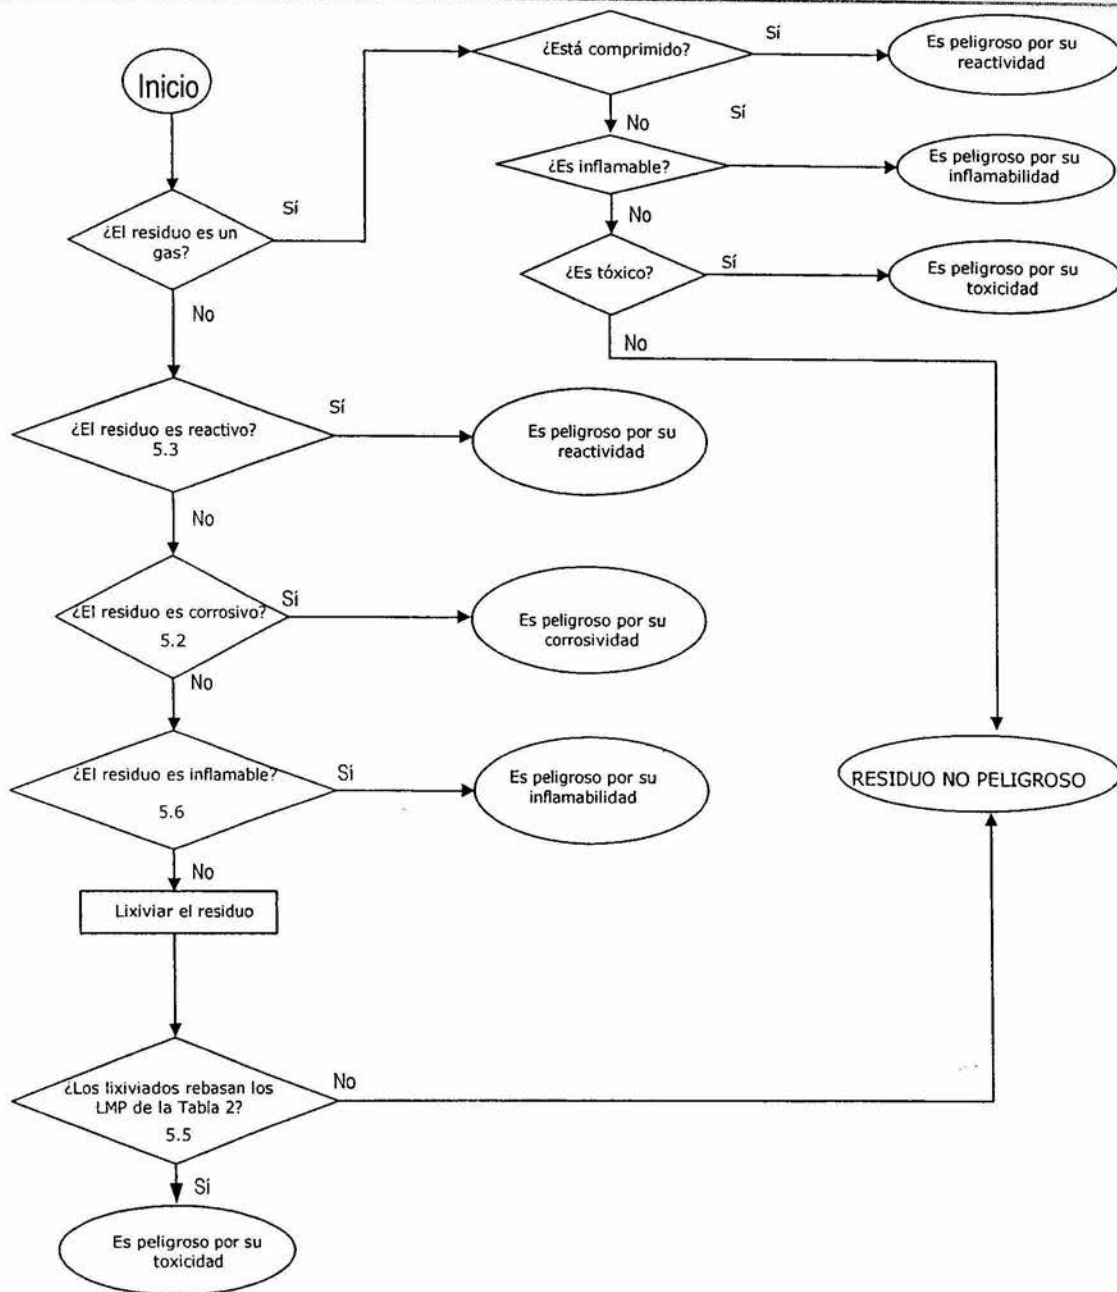 Inicio
¿El residuo es un
gas?
Sí
No
¿Está comprimido?
Sí
Es peligroso por su
reactividad
No
Sí
¿Es inflamable?
Es peligroso por su
inflamabilidad
No
¿Es tóxico?
Sí
Es peligroso por su
toxicidad
No
¿El residuo es reactivo?
5.3
Sí
Es peligroso por su
reactividad
No
¿El residuo es corrosivo?
5.2
Sí
Es peligroso por su
corrosividad
No
¿El residuo es inflamable?
5.6
Sí
Es peligroso por su
inflamabilidad
No
RESIDUO NO PELIGROSO
Lixiviar el residuo
¿Los lixiviados rebasan los
LMP de la Tabla 2?
5.5
No
Sí
Es peligroso por su
toxicidad